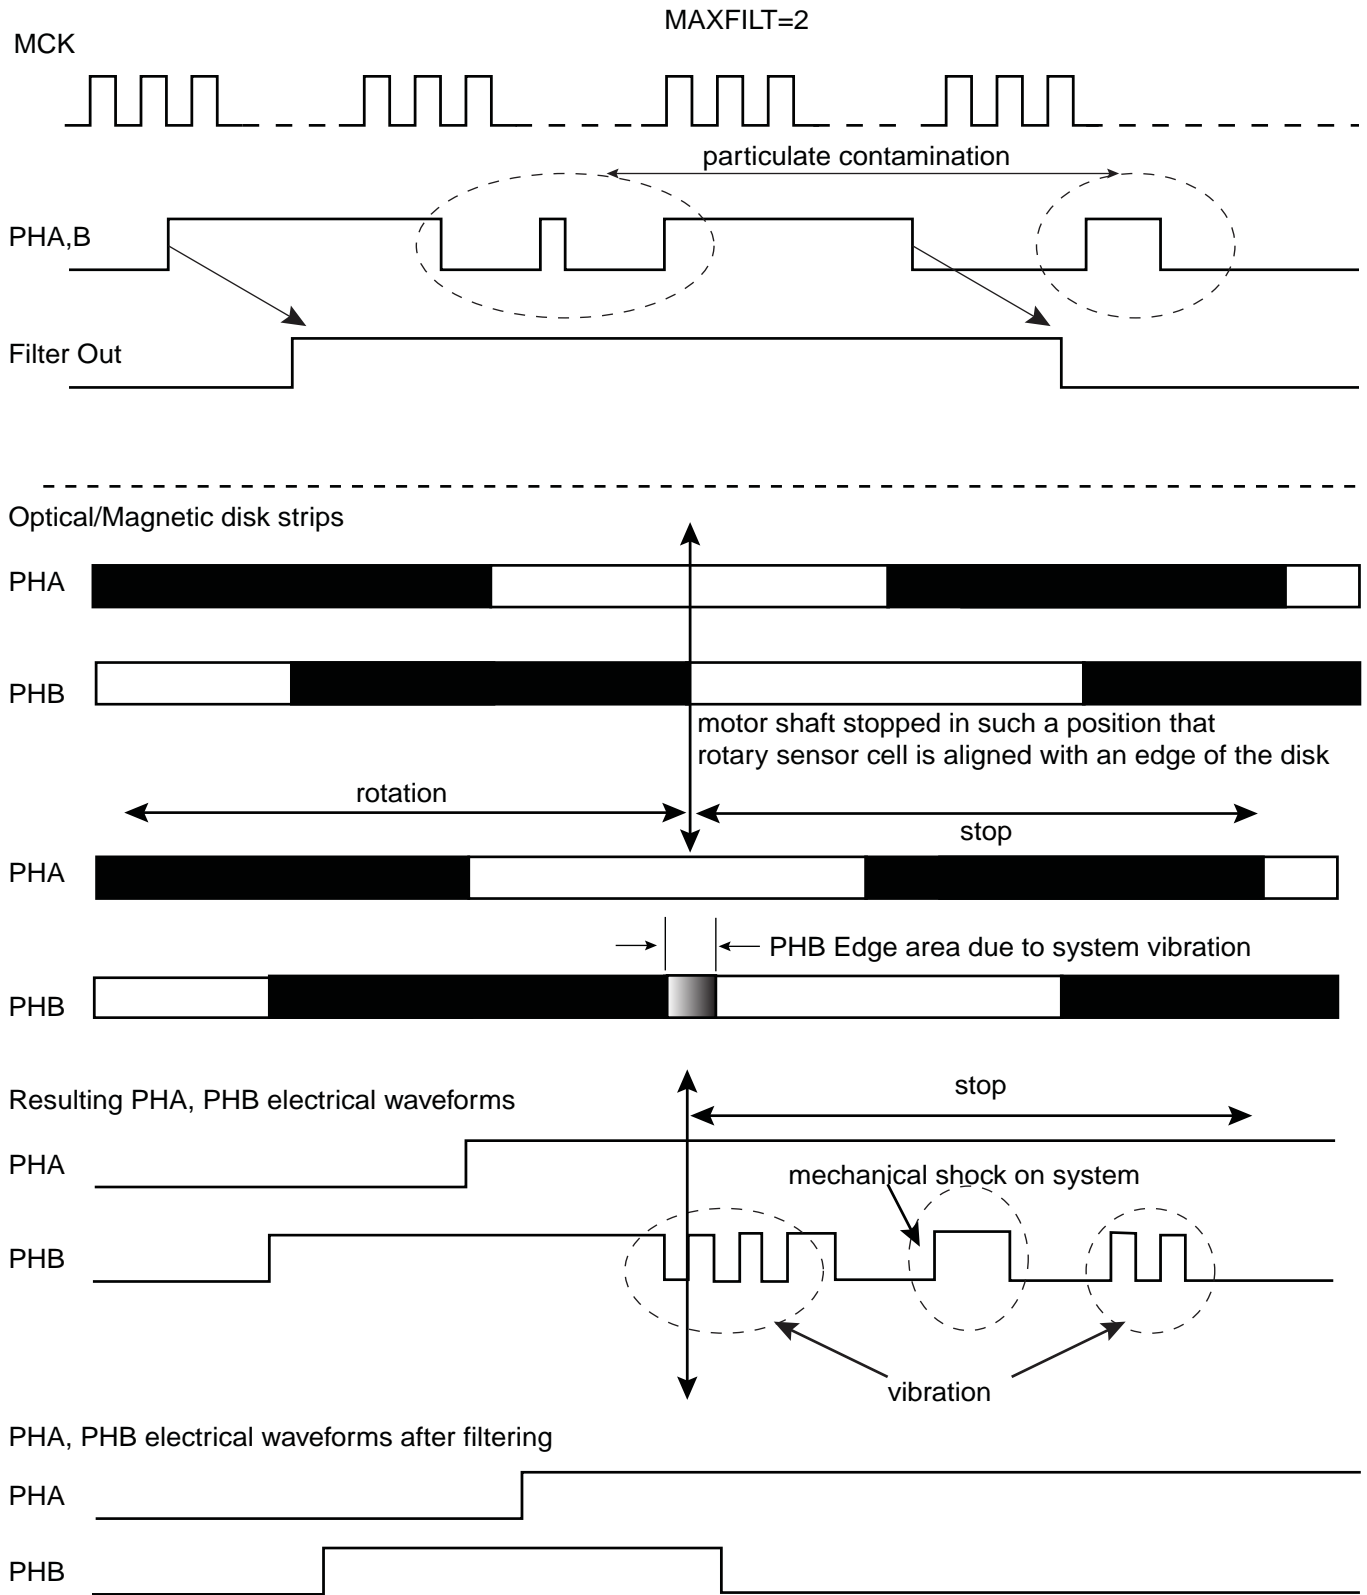 MAXFILT=2
MCK
particulate contamination
PHA,B
Filter Out
Optical/Magnetic disk strips
PHA
PHB
motor shaft stopped in such a position that
rotary sensor cell is aligned with an edge of the disk
rotation
stop
PHA
PHB Edge area due to system vibration
PHB
Resulting PHA, PHB electrical waveforms
stop
PHA
mechanical shock on system
PHB
vibration
PHA, PHB electrical waveforms after filtering
PHA
PHB